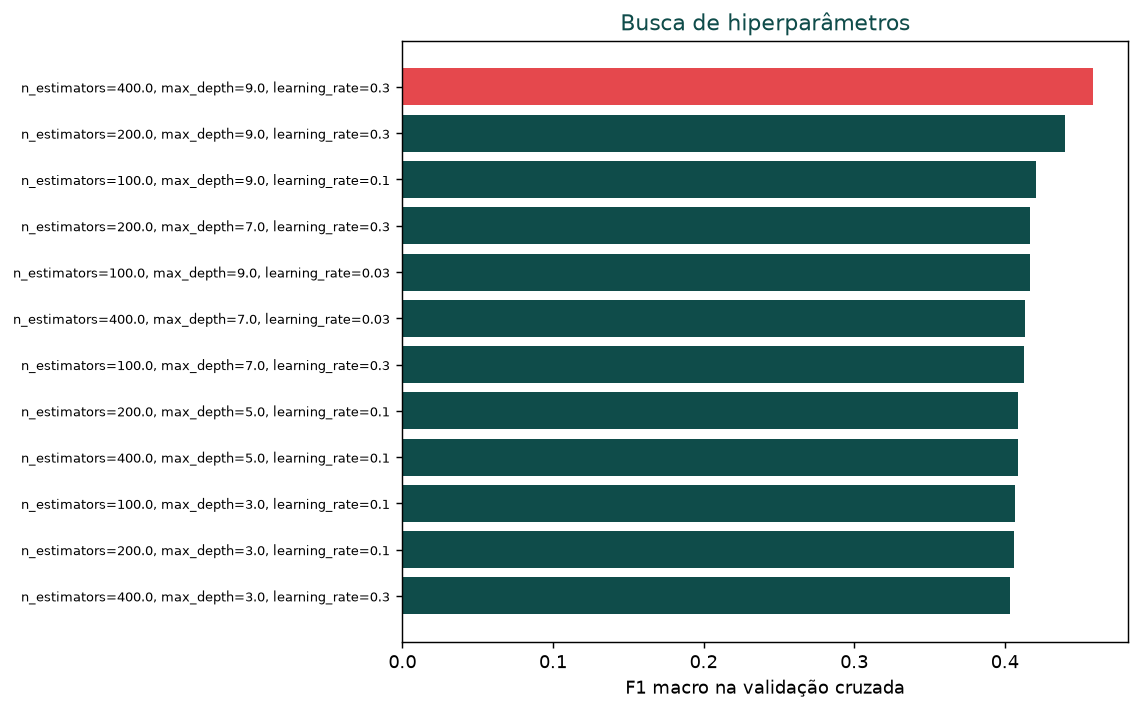 Busca de hiperparâmetros
n_estimators=400.0, max_depth=9.0, learning_rate=0.3
n_estimators=200.0, max_depth=9.0, learning_rate=0.3
n_estimators=100.0, max_depth=9.0, learning_rate=0.1
n_estimators=200.0, max_depth=7.0, learning_rate=0.3
n_estimators=100.0, max_depth=9.0, learning_rate=0.03
n_estimators=400.0, max_depth=7.0, learning_rate=0.03
n_estimators=100.0, max_depth=7.0, learning_rate=0.3
n_estimators=200.0, max_depth=5.0, learning_rate=0.1
n_estimators=400.0, max_depth=5.0, learning_rate=0.1
n_estimators=100.0, max_depth=3.0, learning_rate=0.1
n_estimators=200.0, max_depth=3.0, learning_rate=0.1
n_estimators=400.0, max_depth=3.0, learning_rate=0.3
0.0 0.1 0.2 0.3 0.4
F1 macro na validação cruzada